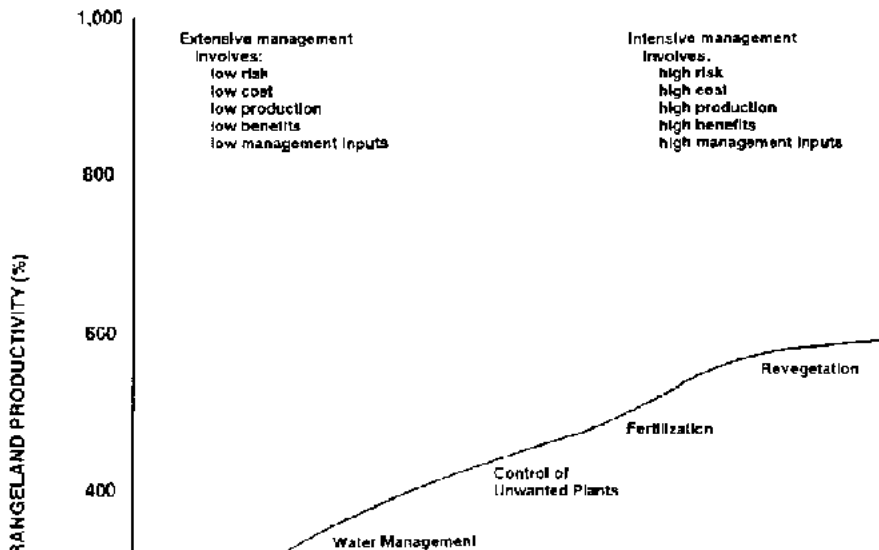 1,000
Extensive management
Involves:
low risk
low cost
low production
low benefits
low management inputs
Intensive management
Involves.
high risk
high cost
high production
high benefits
high management inputs
800
RANGELAND PRODUCTIVITY (%)
600
Revegetation
Fertilization
Control of
Unwanted Plants
400
Water Management